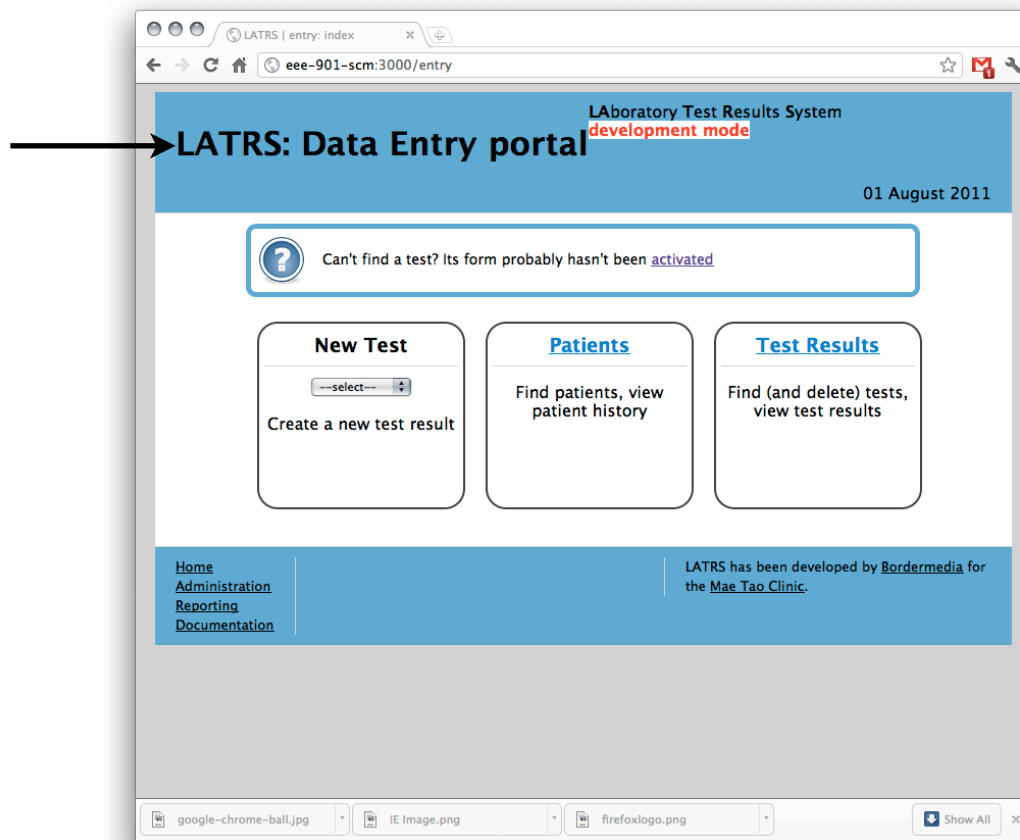 LATRS | entry: index
eee-901-scm:3000/entry
1
LAboratory Test Results System
development mode
LATRS: Data Entry portal
01 August 2011
?
Can't find a test? Its form probably hasn't been activated
New Test
--select--
Create a new test result
Patients
Find patients, view
patient history
Test Results
Find (and delete) tests,
view test results
Home
Administration
Reporting
Documentation
LATRS has been developed by Bordermedia for
the Mae Tao Clinic.
google-chrome-ball.jpg
IE Image.png
firefoxlogo.png
Show All